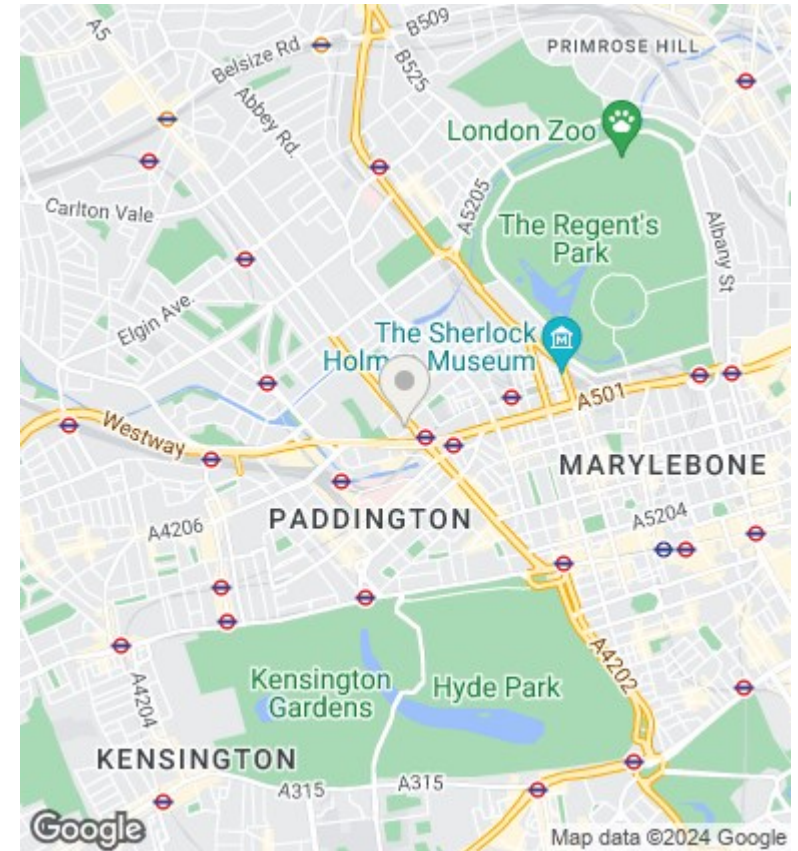 A5
B509
PRIMROSE HILL
Belsize Rd
B525
Abbey Rd.
London Zoo
Carlton Vale
A5205
The Regent's
Park
Albany St
Elgin Ave.
The Sherlock
Holm Museum
A501
Westway
MARYLEBONE
PADDINGTON
A4206
A5204
A4202
Kensington
Gardens
Hyde Park
A4204
KENSINGTON
A315
A315
Google
Map data ©2024 Google